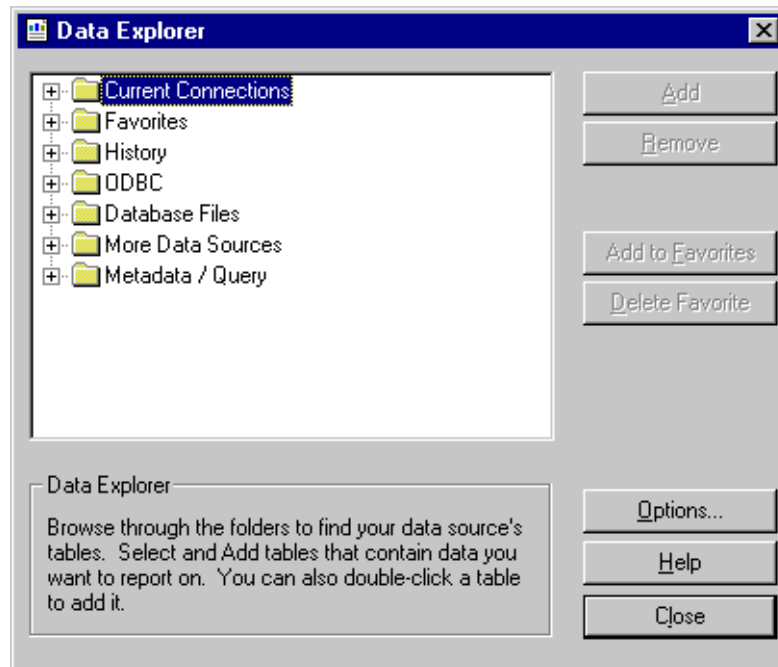 Data Explorer
Current Connections
Favorites
History
ODBC
Database Files
More Data Sources
Metadata / Query
Add
Remove
Add to Favorites
Delete Favorite
Data Explorer
Browse through the folders to find your data source's
tables. Select and Add tables that contain data you
want to report on. You can also double-click a table
to add it.
Options...
Help
Close